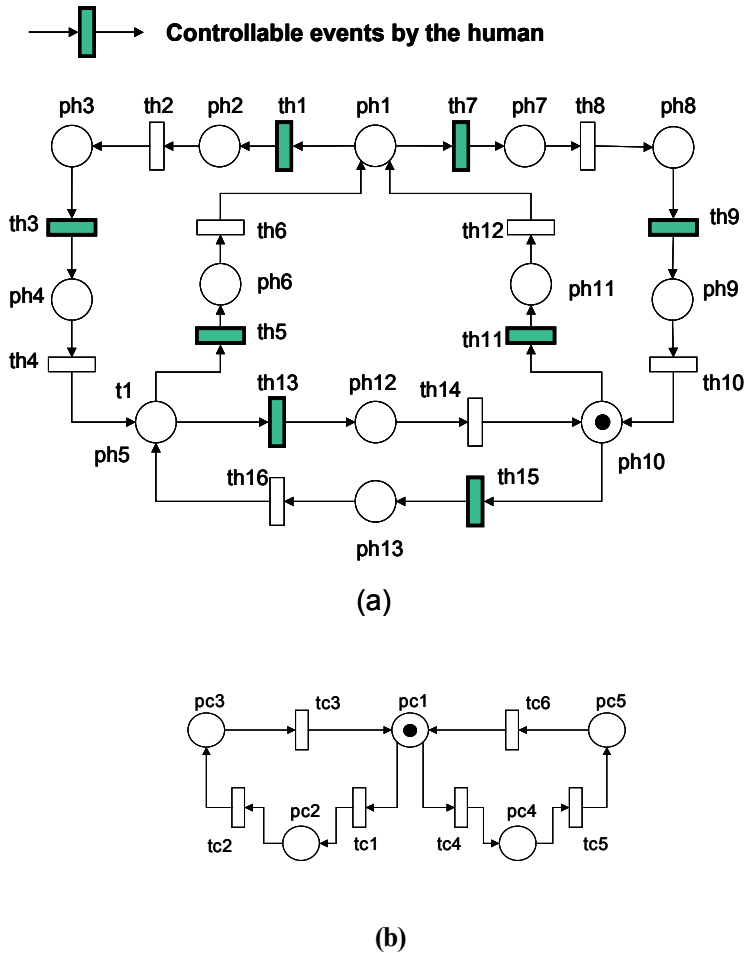 Controllable events by the human
ph3 th2 ph2 th1 ph1 th7 ph7 th8 ph8
th3 th6 th12 th9
ph4 ph6 ph11 ph9
th4 th5 th11 th10
t1 th13 ph12 th14
ph5 ph10
th16 th15
ph13
(a)
pc3 tc3 pc1 tc6 pc5
pc2 pc4
tc2 tc1 tc4 tc5
(b)